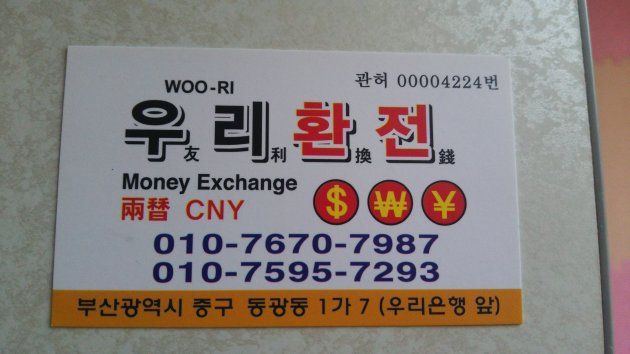 WOO-RI
관허 00004224번
우友리利환換전錢
Money Exchange
兩替 CNY
$ ₩ ¥
010-7670-7987
010-7595-7293
부산광역시 중구 동광동 1가 7 (우리은행 앞)